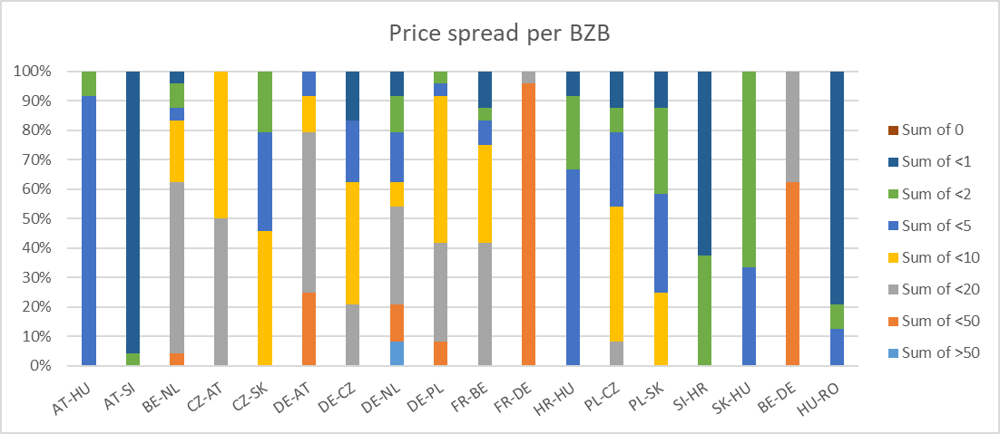 Price spread per BZB
100%
90%
80%
70%
60%
50%
40%
30%
20%
10%
0%
AT-HU
AT-SI
BE-NL
CZ-AT
CZ-SK
DE-AT
DE-CZ
DE-NL
DE-PL
FR-BE
FR-DE
HR-HU
PL-CZ
PL-SK
SI-HR
SK-HU
BE-DE
HU-RO
Sum of 0
Sum of <1
Sum of <2
Sum of <5
Sum of <10
Sum of <20
Sum of <50
Sum of >50